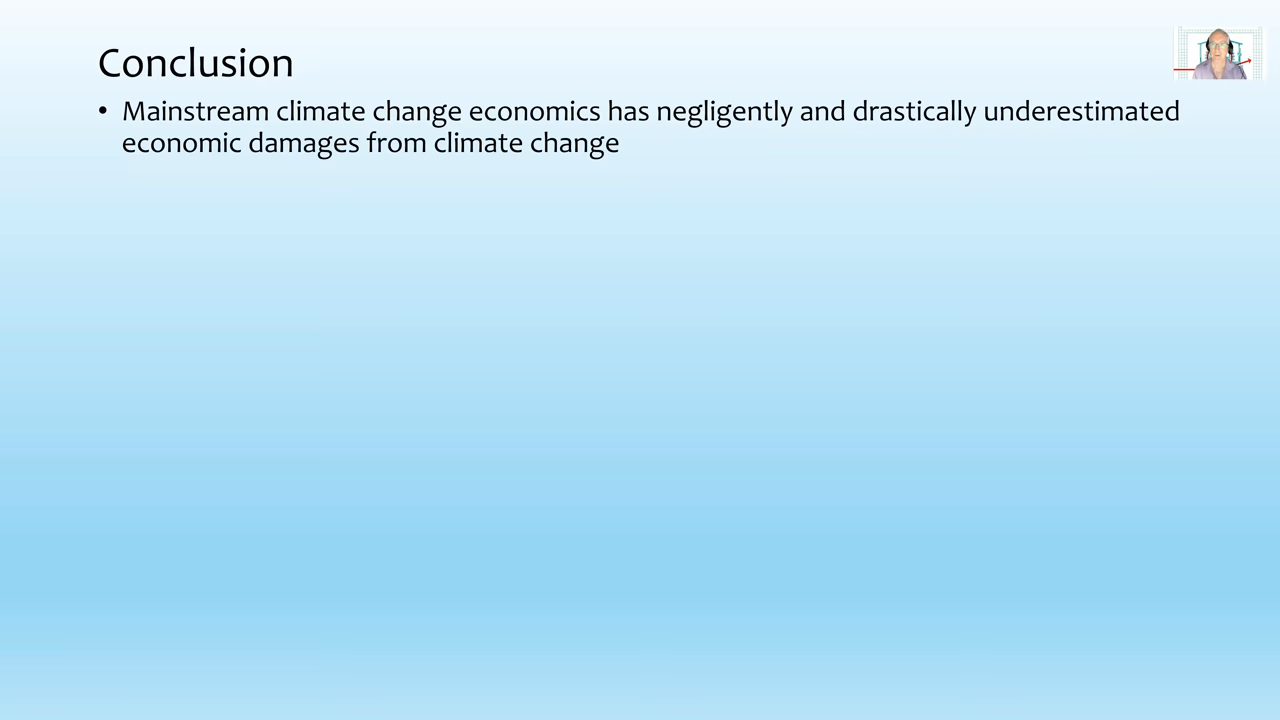 Conclusion
• Mainstream climate change economics has negligently and drastically underestimated
economic damages from climate change